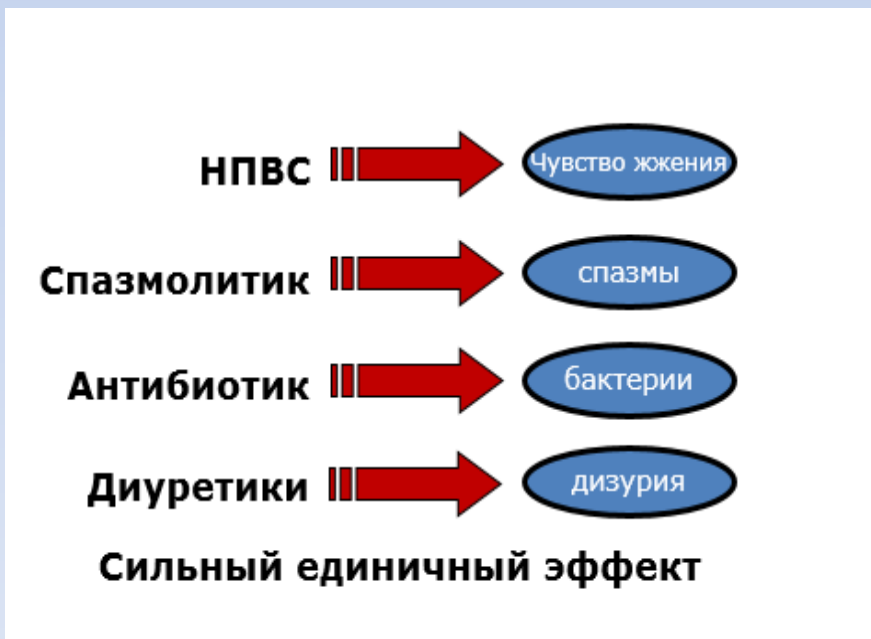 НПВС
Чувство жжения
Спазмолитик
спазмы
Антибиотик
бактерии
Диуретики
дизурия
Сильный единичный эффект